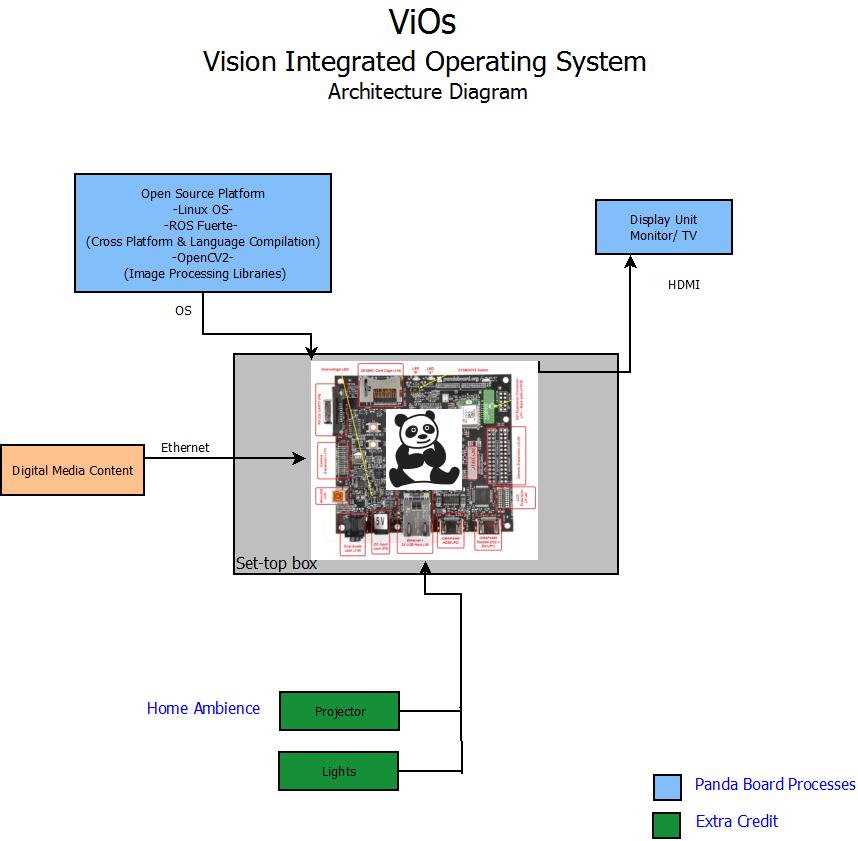 ViOs
Vision Integrated Operating System
Architecture Diagram
Open Source Platform
-Linux OS-
-ROS Fuerte-
(Cross Platform & Language Compilation)
-OpenCV2-
(Image Processing Libraries)
Display Unit
Monitor/ TV
HDMI
OS
Ethernet
Digital Media Content
5V
Set-top box
Home Ambience
Projector
Lights
Panda Board Processes
Extra Credit